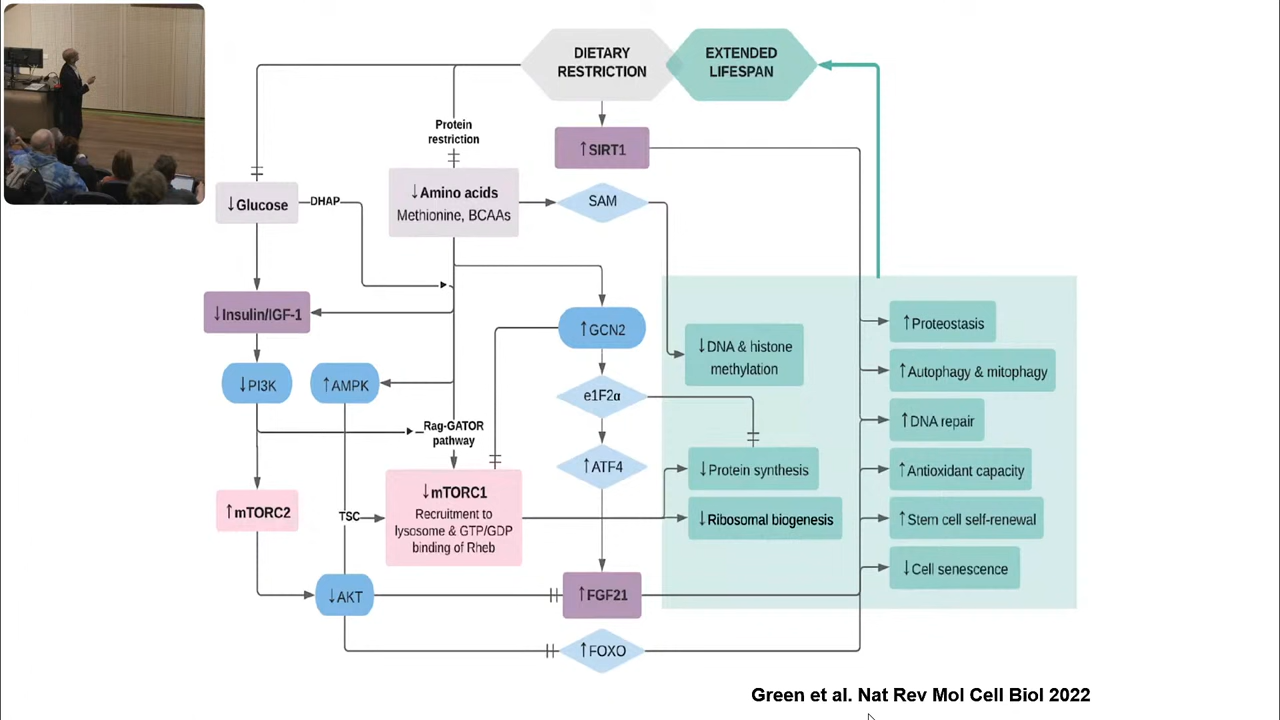 DIETARY
RESTRICTION
EXTENDED
LIFESPAN
Protein
restriction
↑SIRT1
↓Glucose
DHAP
↓Amino acids
Methionine, BCAAs
SAM
↓Insulin/IGF-1
↑GCN2
↓PI3K
↑AMPK
e1F2α
Rag-GATOR
pathway
↑ATF4
↑mTORC2
TSC
↓mTORC1
Recruitment to
lysosome & GTP/GDP
binding of Rheb
↓AKT
↑FGF21
↑FOXO
↓DNA & histone
methylation
↓Protein synthesis
↓Ribosomal biogenesis
↑Proteostasis
↑Autophagy & mitophagy
↑DNA repair
↑Antioxidant capacity
↑Stem cell self-renewal
↓Cell senescence
Green et al. Nat Rev Mol Cell Biol 2022